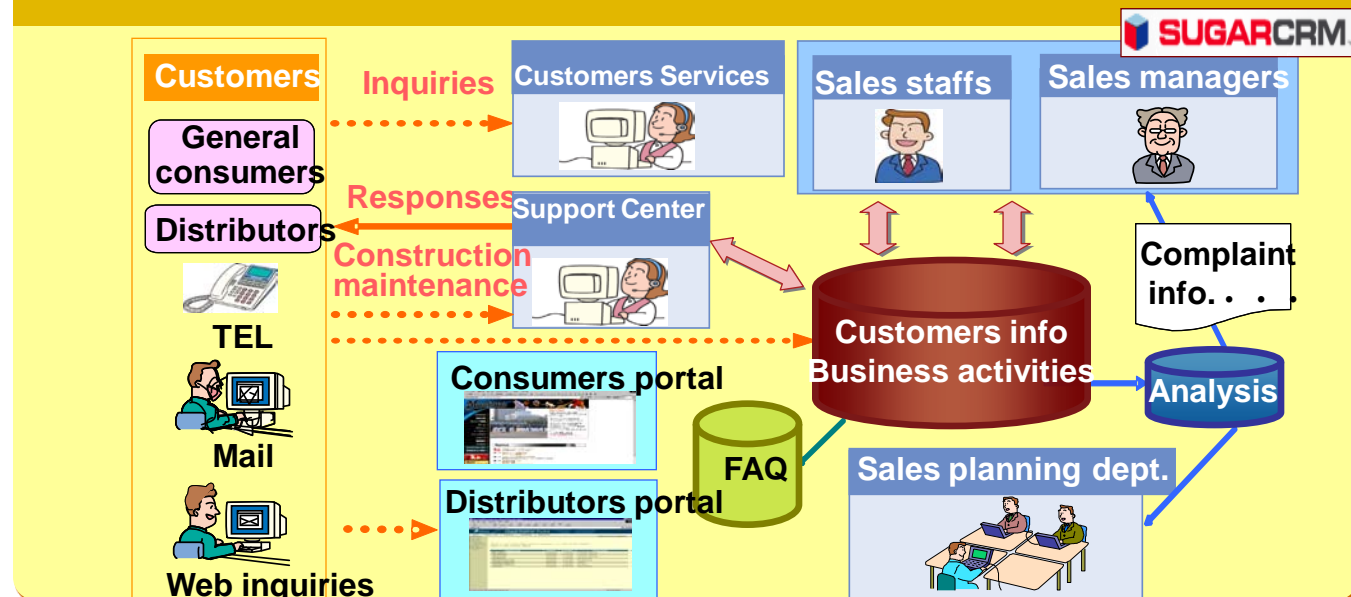 SUGARCRM
Customers
General
consumers
Distributors
TEL
Mail
Web inquiries
Inquiries
Responses
Construction
maintenance
Customers Services
Support Center
Consumers portal
Distributors portal
FAQ
Sales staffs
Sales managers
Customers info
Business activities
Complaint
info. . . .
Analysis
Sales planning dept.